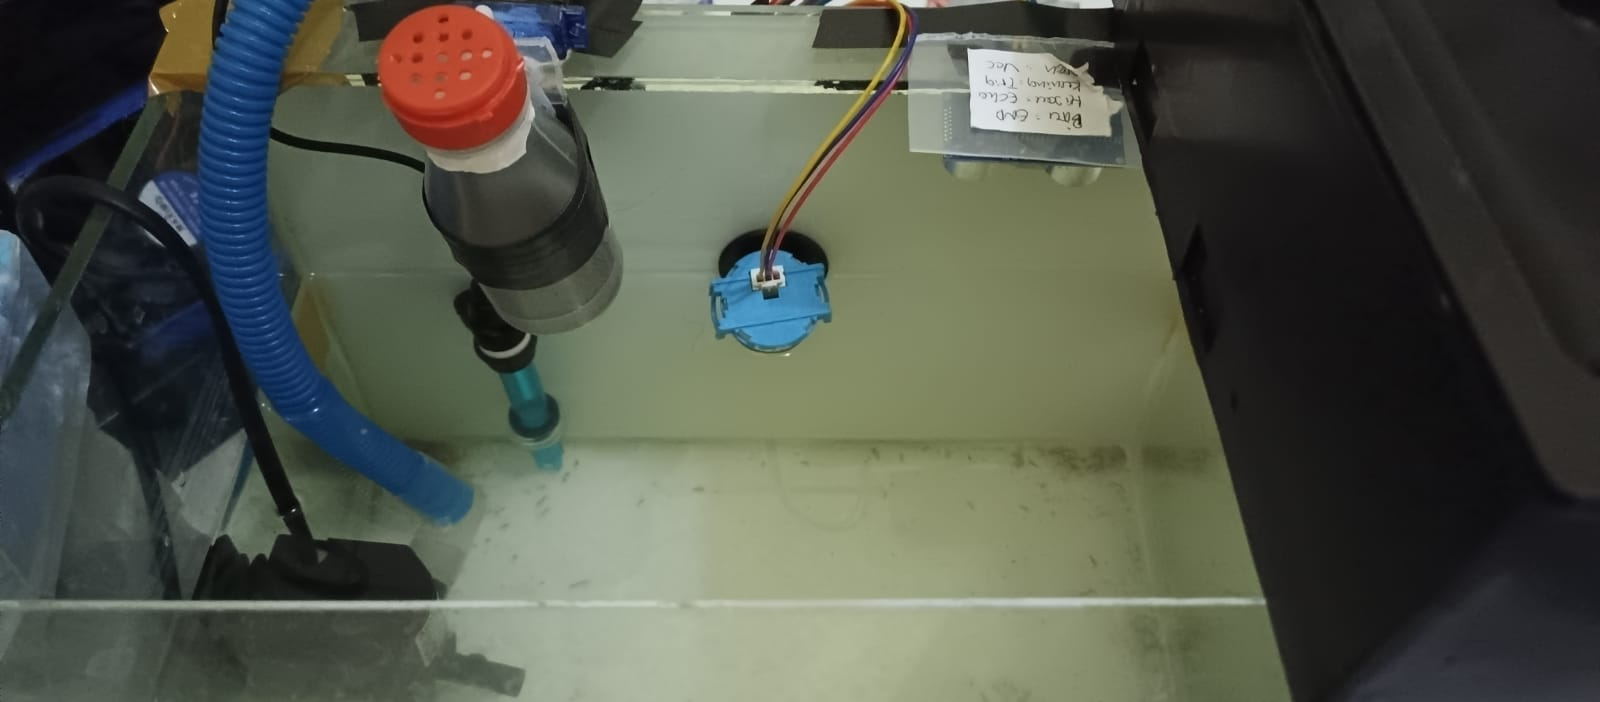 Biru : GND
Hijau : Echo
Kuning : Trig
: Vcc